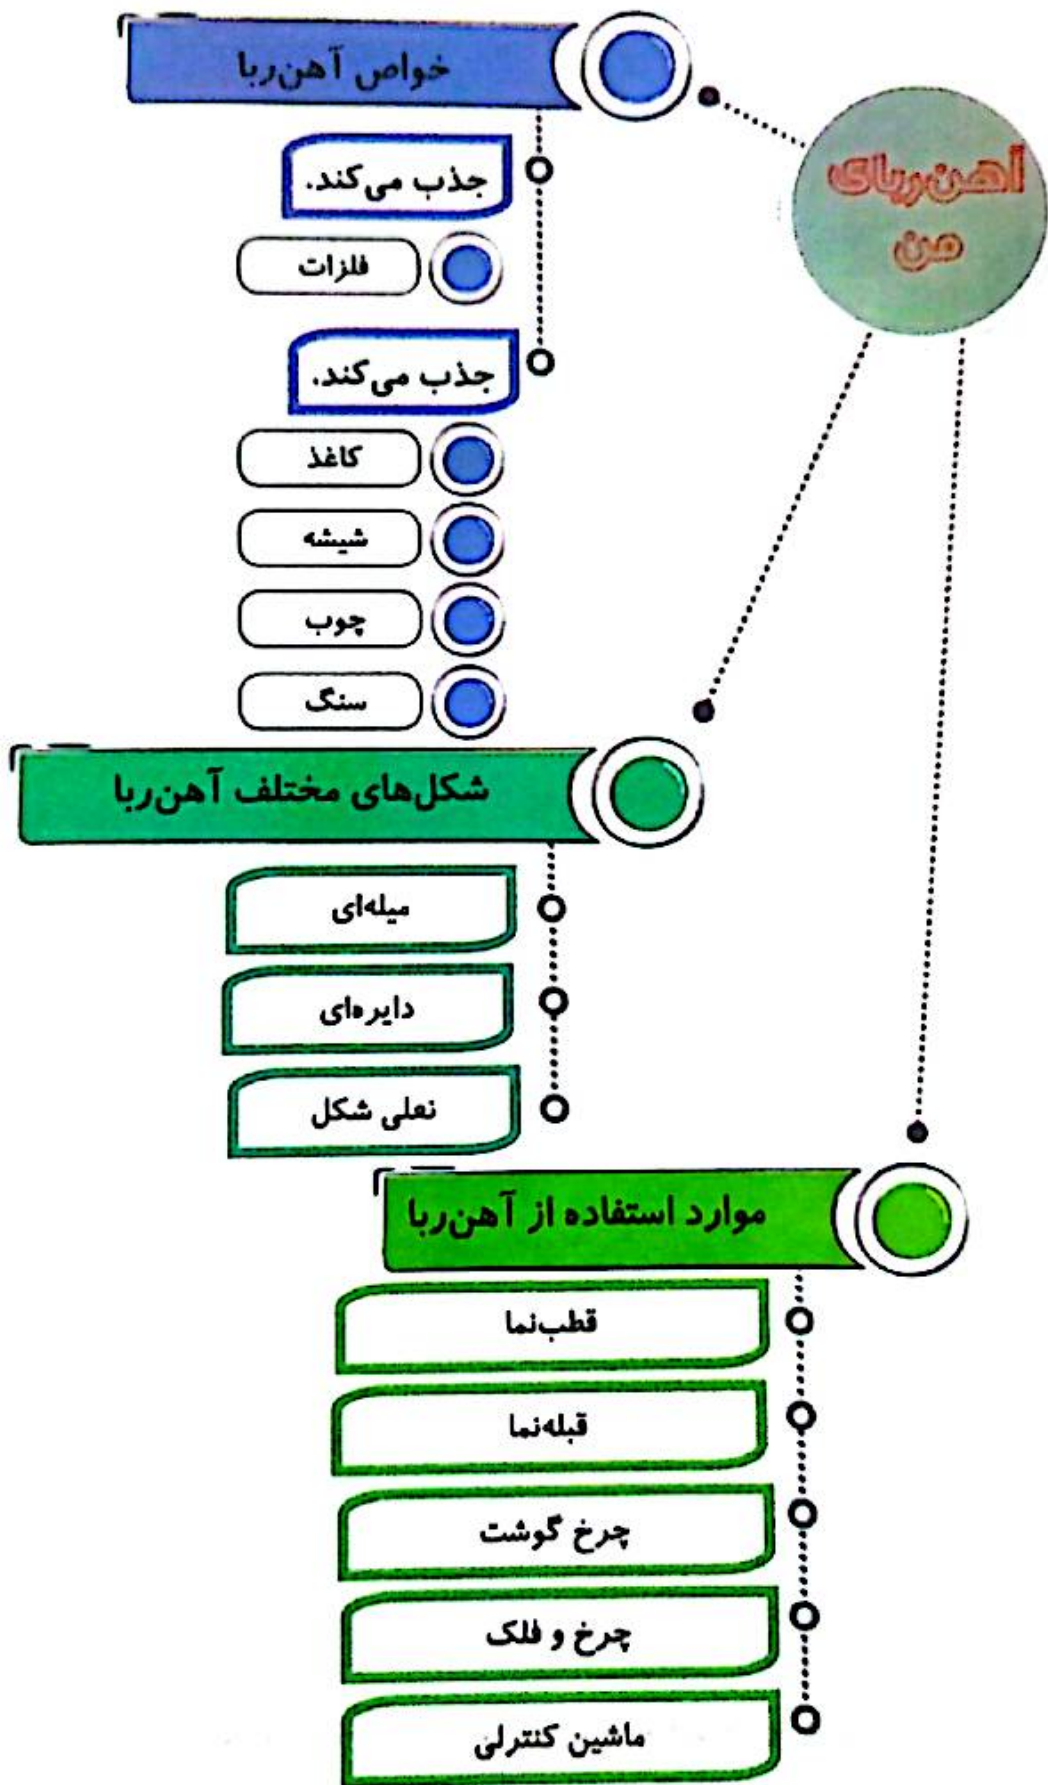 آهن‌ربای
من
خواص آهن‌ربا
جذب می‌کند.
فلزات
جذب می‌کند.
کاغذ
شیشه
چوب
سنگ
شکل‌های مختلف آهن‌ربا
میله‌ای
دایره‌ای
نعلی شکل
موارد استفاده از آهن‌ربا
قطب‌نما
قبله‌نما
چرخ گوشت
چرخ و فلک
ماشین کنترلی